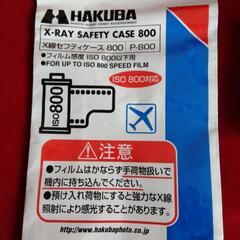 HAKUBA
X-RAY SAFETY CASE 800
X線セフティケース 800 P-800
●フィルム感度 ISO 800以下用
●FOR UP TO ISO 800 SPEED FILM
ISO 800対応
ISO 800
注意
●フィルムはかならず手荷物扱いで
機内に持ち込んでください。
●預け入れ荷物にすると強力なX線
照射により感光することがあります。
http://www.hakubaphoto.co.jp